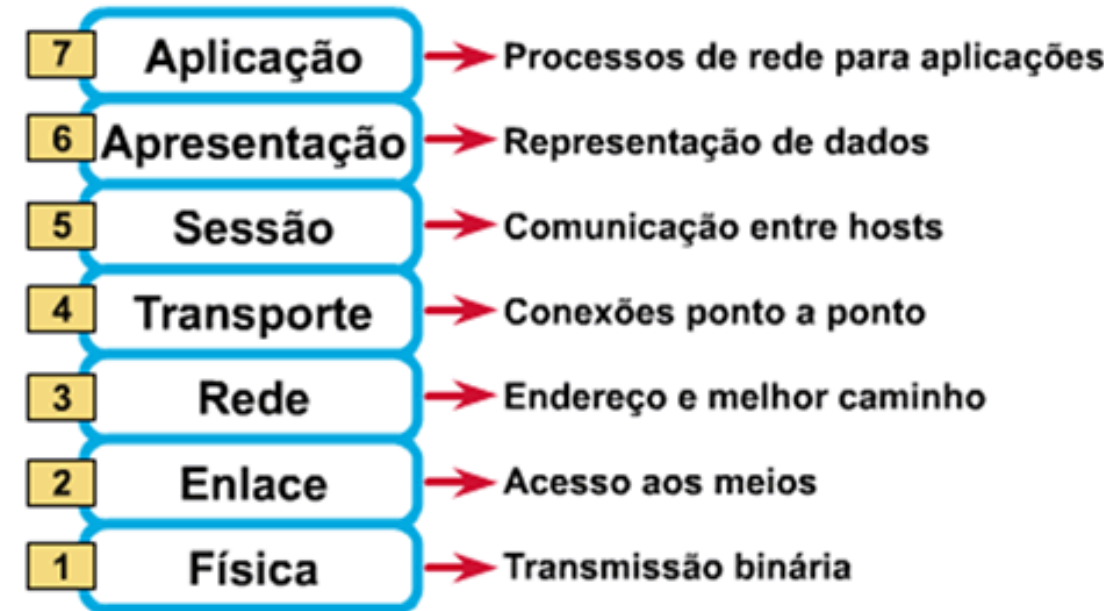 7 Aplicação Processos de rede para aplicações
6 Apresentação Representação de dados
5 Sessão Comunicação entre hosts
4 Transporte Conexões ponto a ponto
3 Rede Endereço e melhor caminho
2 Enlace Acesso aos meios
1 Física Transmissão binária